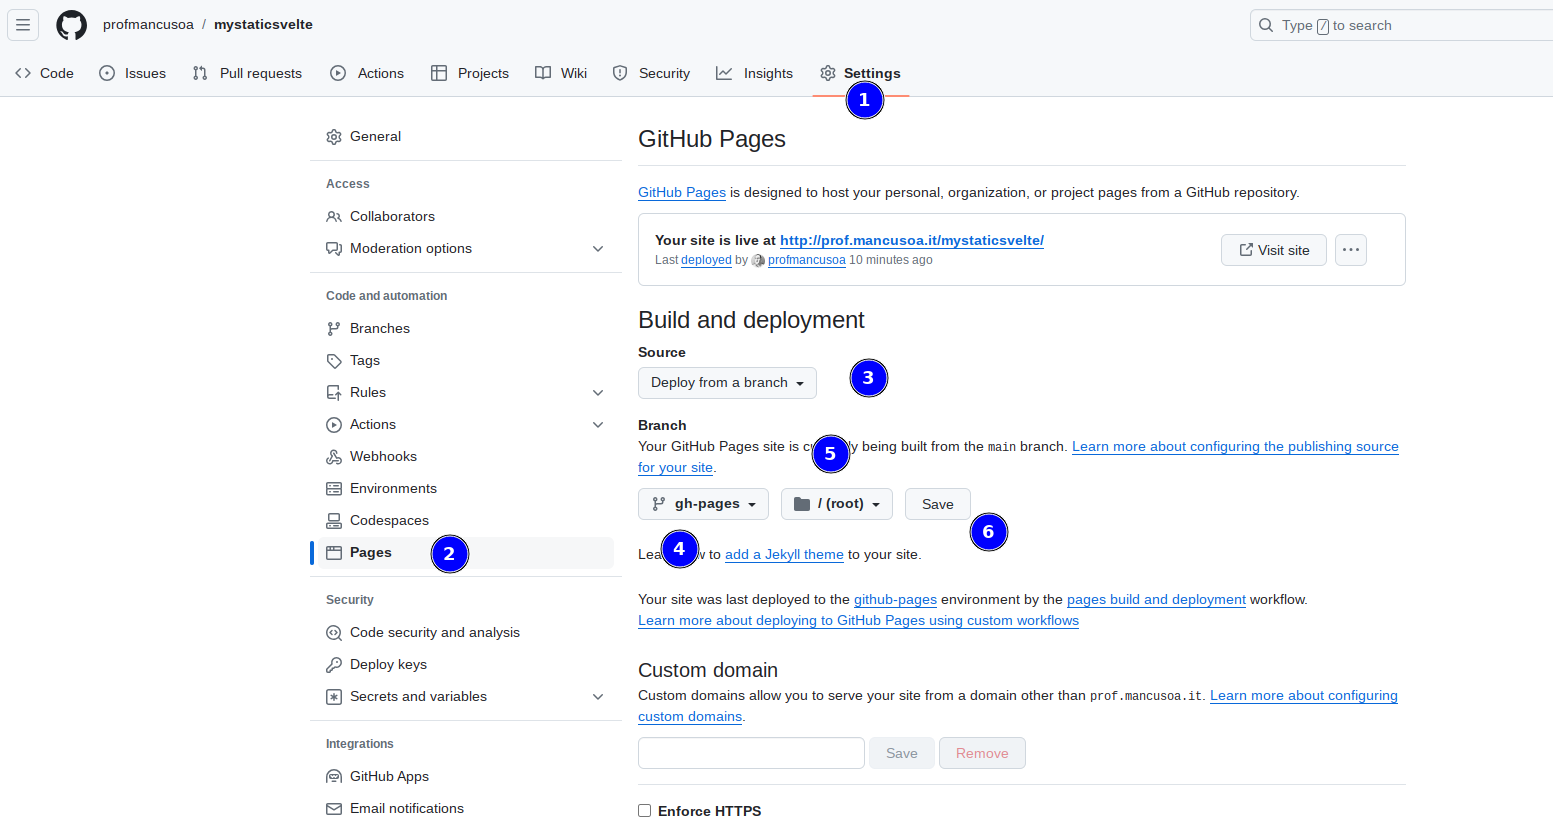 profmancusoa / mystaticsvelte
Type / to search
Code Issues Pull requests Actions Projects Wiki Security Insights Settings
1
General
Access
Collaborators
Moderation options
Code and automation
Branches
Tags
Rules
Actions
Webhooks
Environments
Codespaces
Pages
2
Security
Code security and analysis
Deploy keys
Secrets and variables
Integrations
GitHub Apps
Email notifications
GitHub Pages
GitHub Pages is designed to host your personal, organization, or project pages from a GitHub repository.
Your site is live at http://prof.mancusoa.it/mystaticsvelte/
Last deployed by profmancusoa 10 minutes ago
Visit site
Build and deployment
Source
Deploy from a branch
3
Branch
Your GitHub Pages site is c 5 ly being built from the main branch. Learn more about configuring the publishing source
for your site.
gh-pages / (root) Save
6
Lea 4 w to add a Jekyll theme to your site.
Your site was last deployed to the github-pages environment by the pages build and deployment workflow.
Learn more about deploying to GitHub Pages using custom workflows
Custom domain
Custom domains allow you to serve your site from a domain other than prof.mancusoa.it. Learn more about configuring
custom domains.
Save Remove
Enforce HTTPS